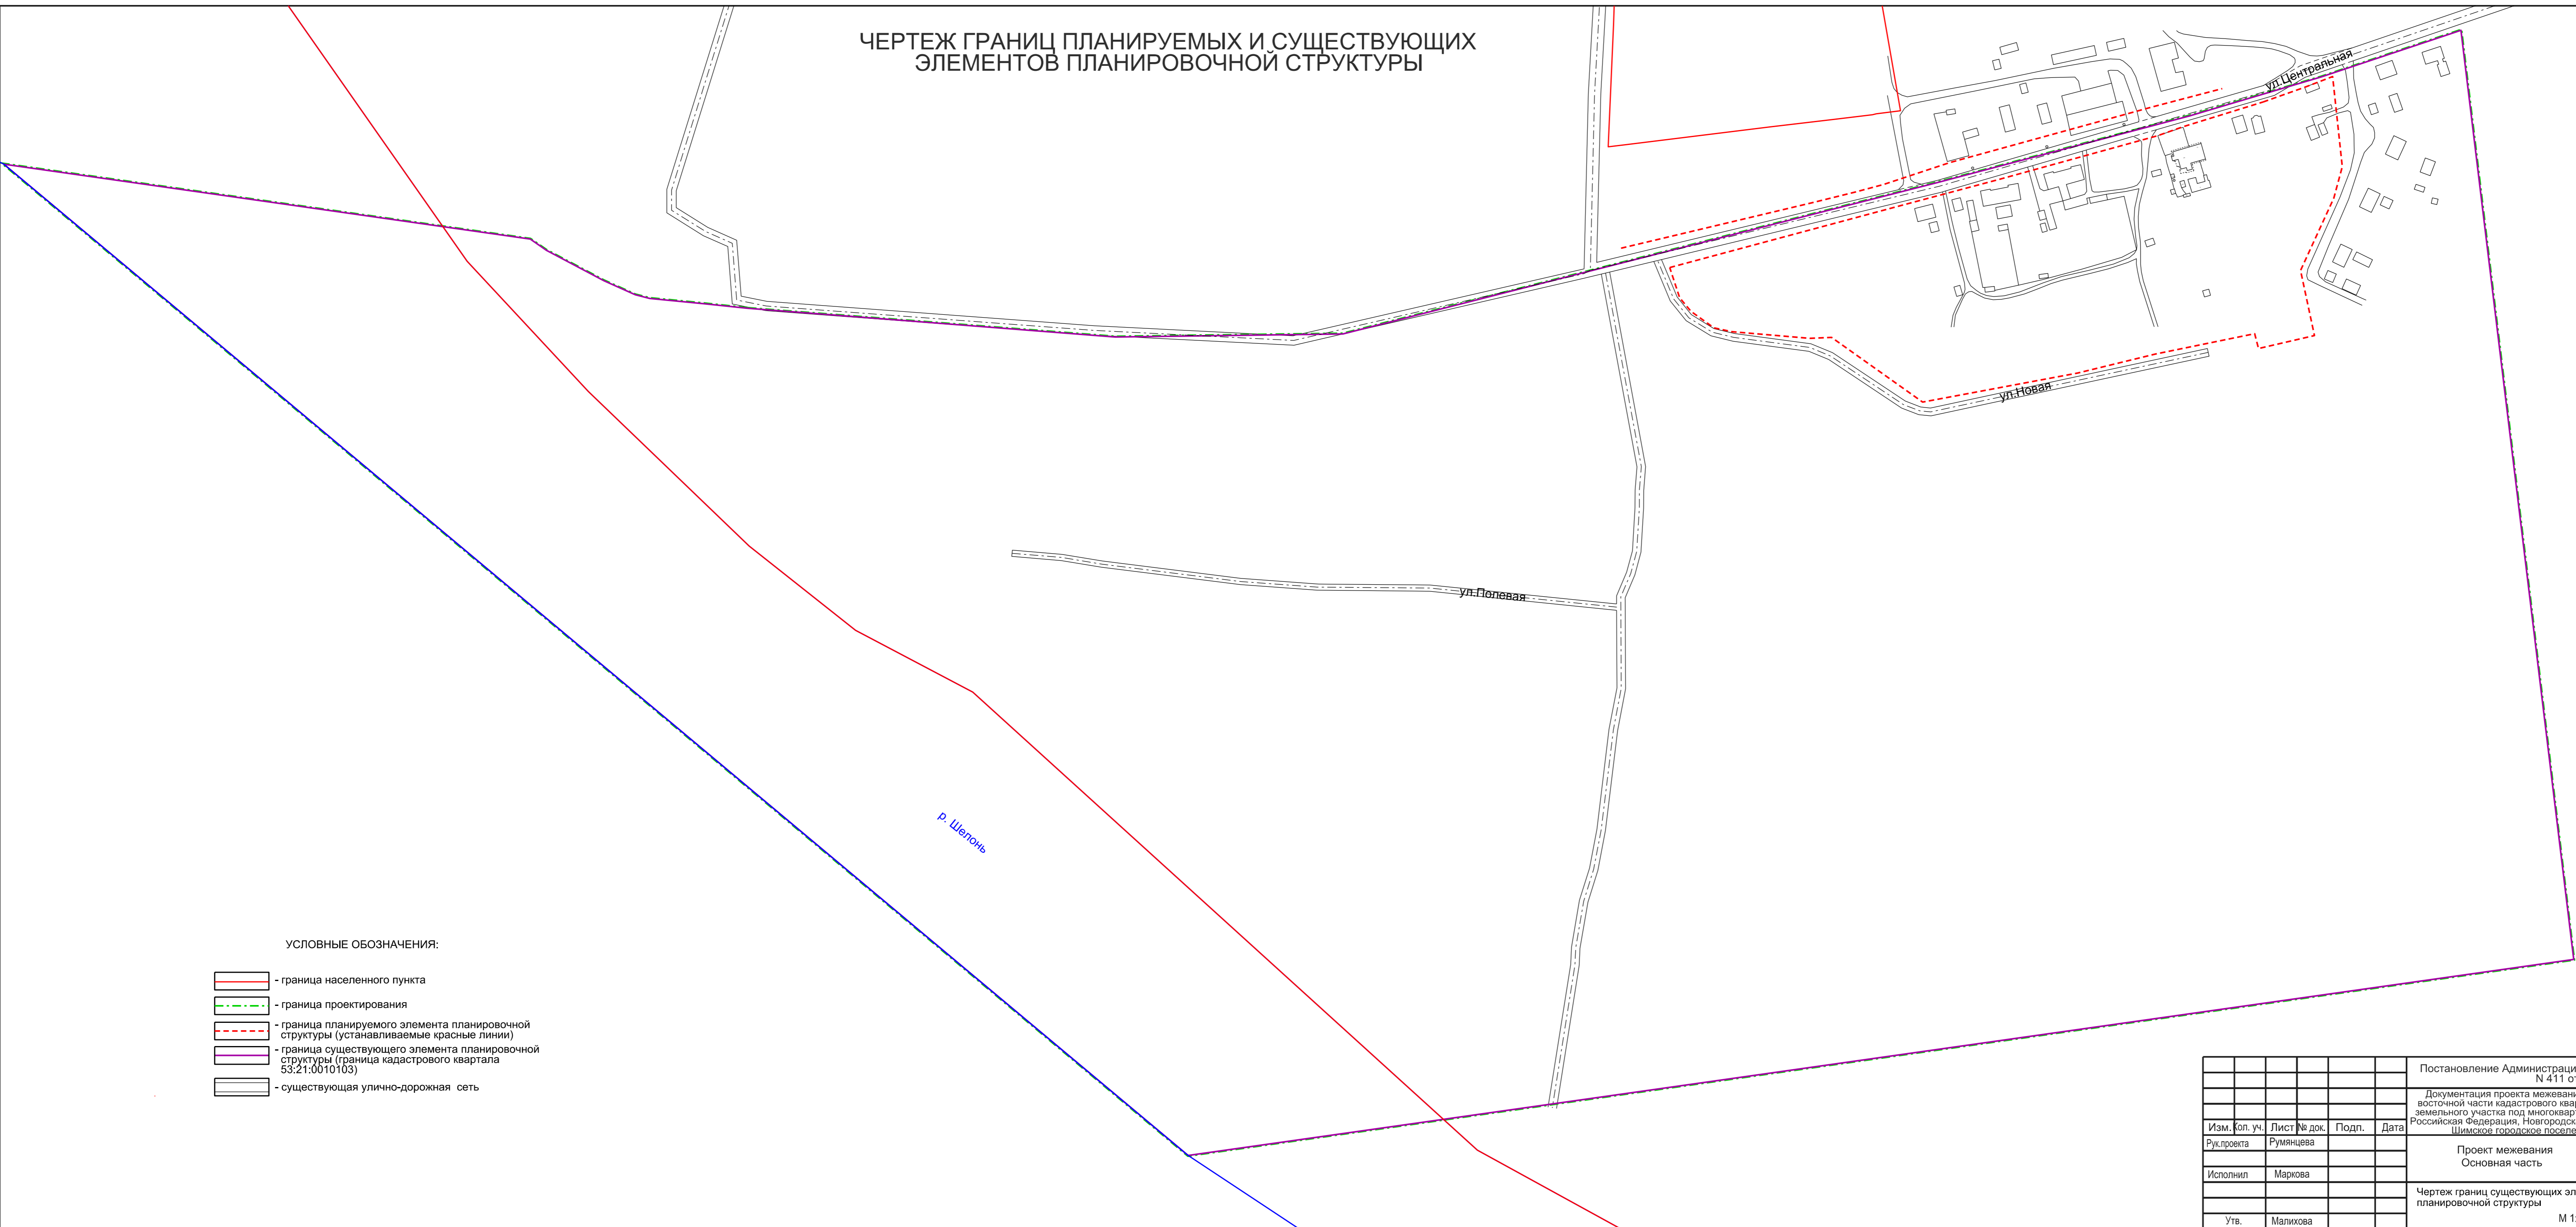 ЧЕРТЕЖ ГРАНИЦ ПЛАНИРУЕМЫХ И СУЩЕСТВУЮЩИХ
ЭЛЕМЕНТОВ ПЛАНИРОВОЧНОЙ СТРУКТУРЫ
ул.Центральная
ул.Новая
ул.Полевая
р. Шелонь
УСЛОВНЫЕ ОБОЗНАЧЕНИЯ:
- граница населенного пункта
- граница проектирования
- граница планируемого элемента планировочной
структуры (устанавливаемые красные линии)
- граница существующего элемента планировочной
структуры (граница кадастрового квартала
53:21:0010103)
- существующая улично-дорожная сеть
Постановление Администраци
N 411 от
Документация проекта межевани
восточной части кадастрового квар
земельного участка под многокварт
Российская Федерация, Новгородска
Шимское городское поселе
Изм. Кол. уч. Лист № док. Подп. Дата
Рук.проекта Румянцева
Проект межевания
Основная часть
Исполнил Маркова
Чертеж границ существующих эл
планировочной структуры
М 1:
Утв. Малихова